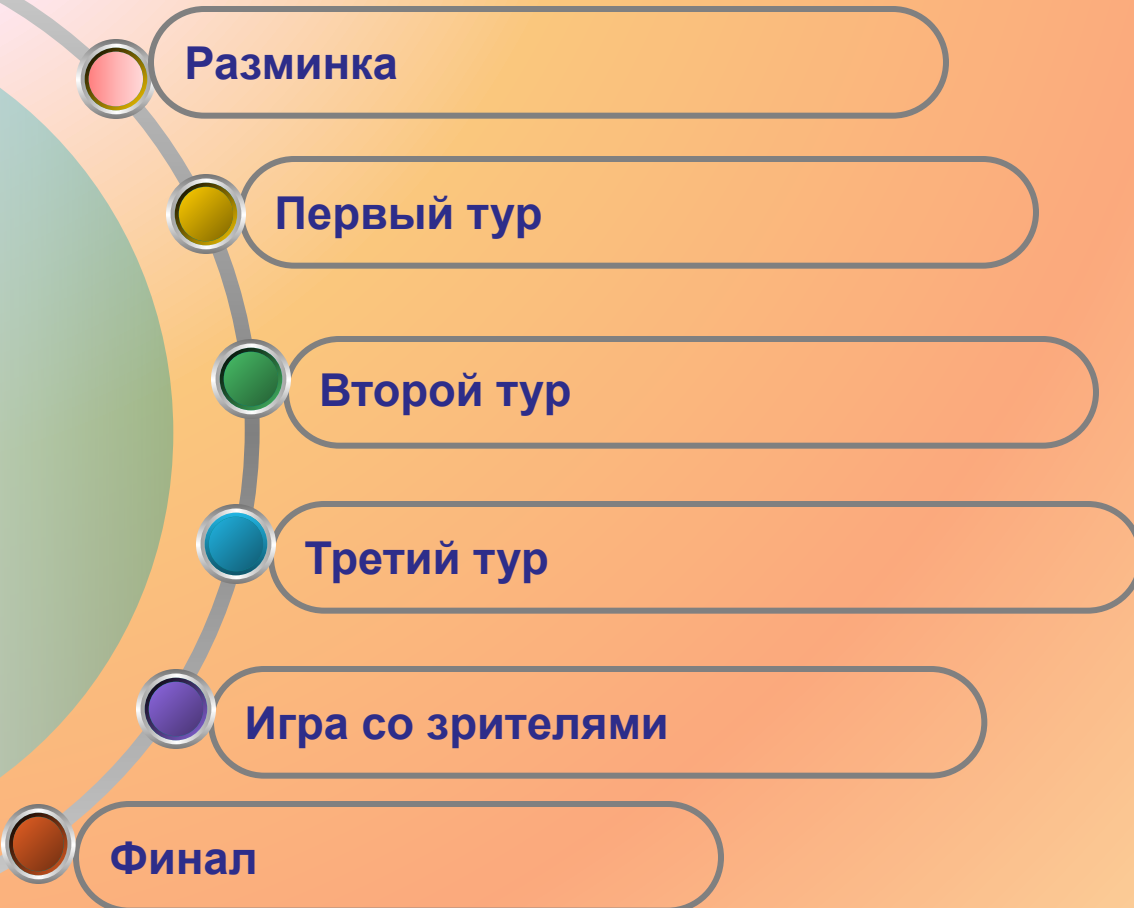 Разминка
Первый тур
Второй тур
Третий тур
Игра со зрителями
Финал